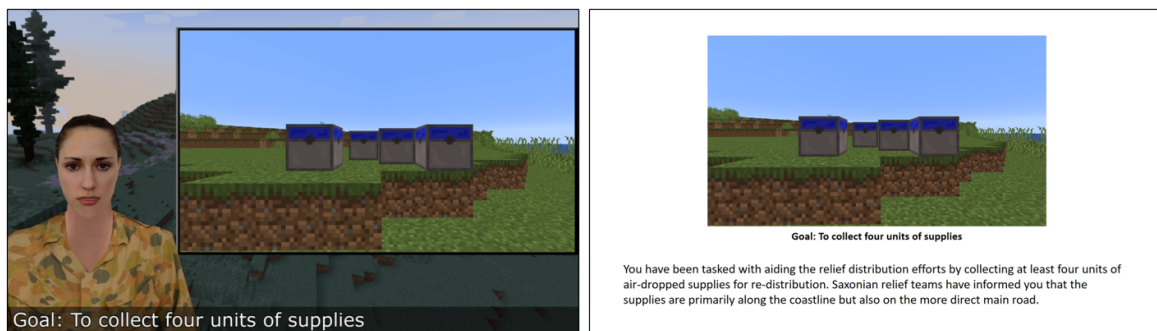 Goal: To collect four units of supplies
Goal: To collect four units of supplies
You have been tasked with aiding the relief distribution efforts by collecting at least four units of
air-dropped supplies for re-distribution. Saxonian relief teams have informed you that the
supplies are primarily along the coastline but also on the more direct main road.